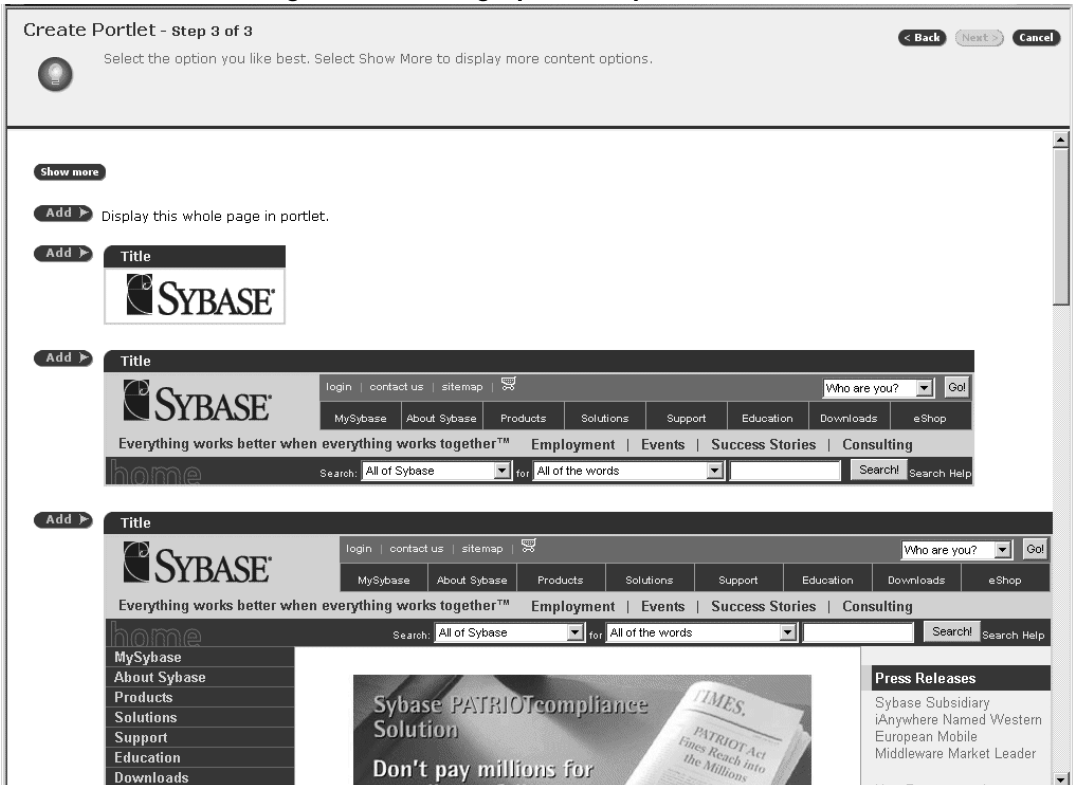 Create Portlet - Step 3 of 3
< Back Next > Cancel
Select the option you like best. Select Show More to display more content options.
Show more
Add Display this whole page in portlet.
Add Title
SYBASE
Add Title
SYBASE
login | contact us | sitemap |
Who are you? Go!
MySybase About Sybase Products Solutions Support Education Downloads eShop
Everything works better when everything works together™ Employment | Events | Success Stories | Consulting
home Search: All of Sybase for All of the words Search! Search Help
Add Title
SYBASE
login | contact us | sitemap |
Who are you? Go!
MySybase About Sybase Products Solutions Support Education Downloads eShop
Everything works better when everything works together™ Employment | Events | Success Stories | Consulting
home Search: All of Sybase for All of the words Search! Search Help
MySybase
About Sybase
Products
Solutions
Support
Education
Downloads
Sybase PATRIOTcompliance
Solution
Don't pay millions for
TIMES.
PATRIOT Act
Fines Reach into
the Millions
Press Releases
Sybase Subsidiary
iAnywhere Named Western
European Mobile
Middleware Market Leader